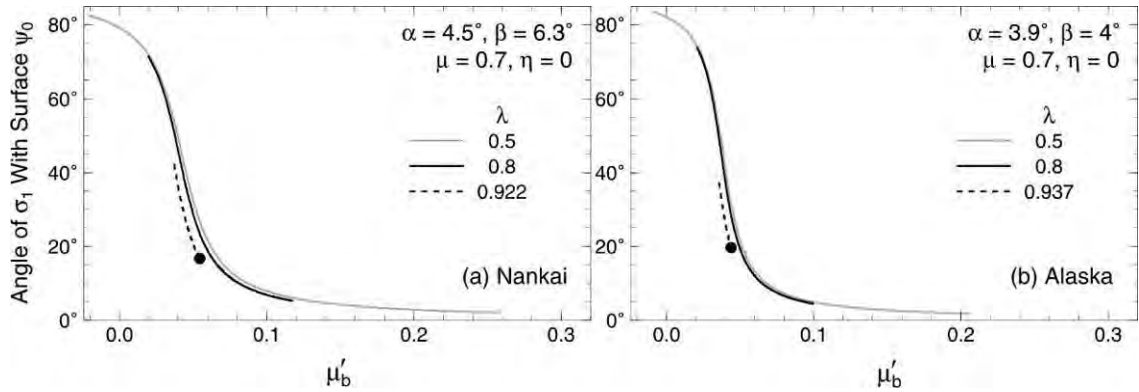 Angle of σ1 With Surface ψ0
80°
60°
40°
20°
0°
α = 4.5°, β = 6.3°
μ = 0.7, η = 0
λ
0.5
0.8
0.922
(a) Nankai
0.0 0.1 0.2 0.3
μ′b
80°
60°
40°
20°
0°
α = 3.9°, β = 4°
μ = 0.7, η = 0
λ
0.5
0.8
0.937
(b) Alaska
0.0 0.1 0.2 0.3
μ′b